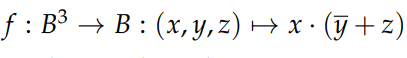 f : B³ → B : (x, y, z) ↦ x · (y̅ + z)